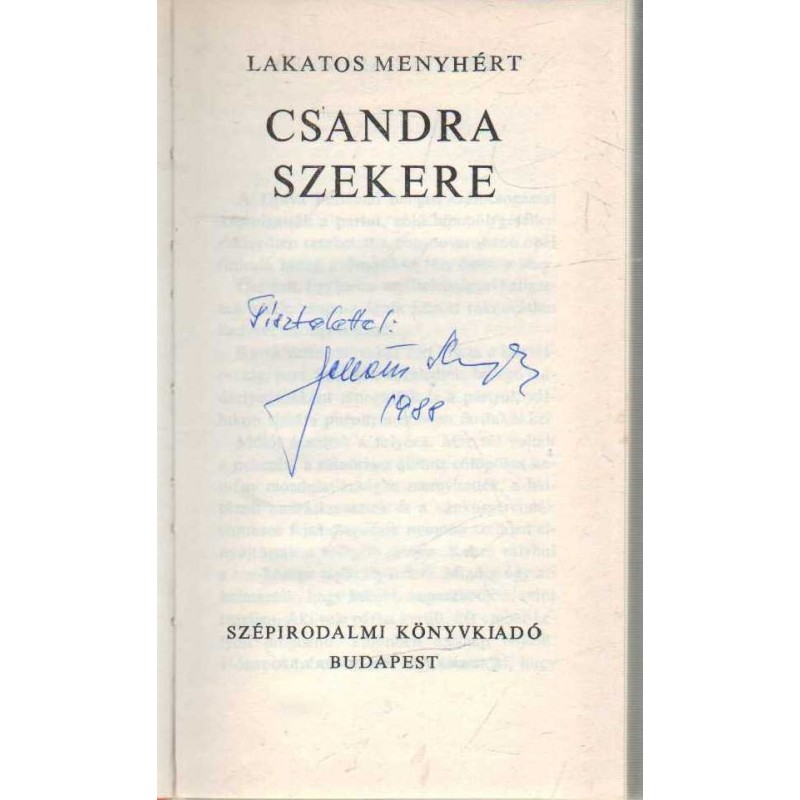 LAKATOS MENYHÉRT
CSANDRA
SZEKERE
Tisztelettel:
1988
SZÉPIRODALMI KÖNYVKIADÓ
BUDAPEST